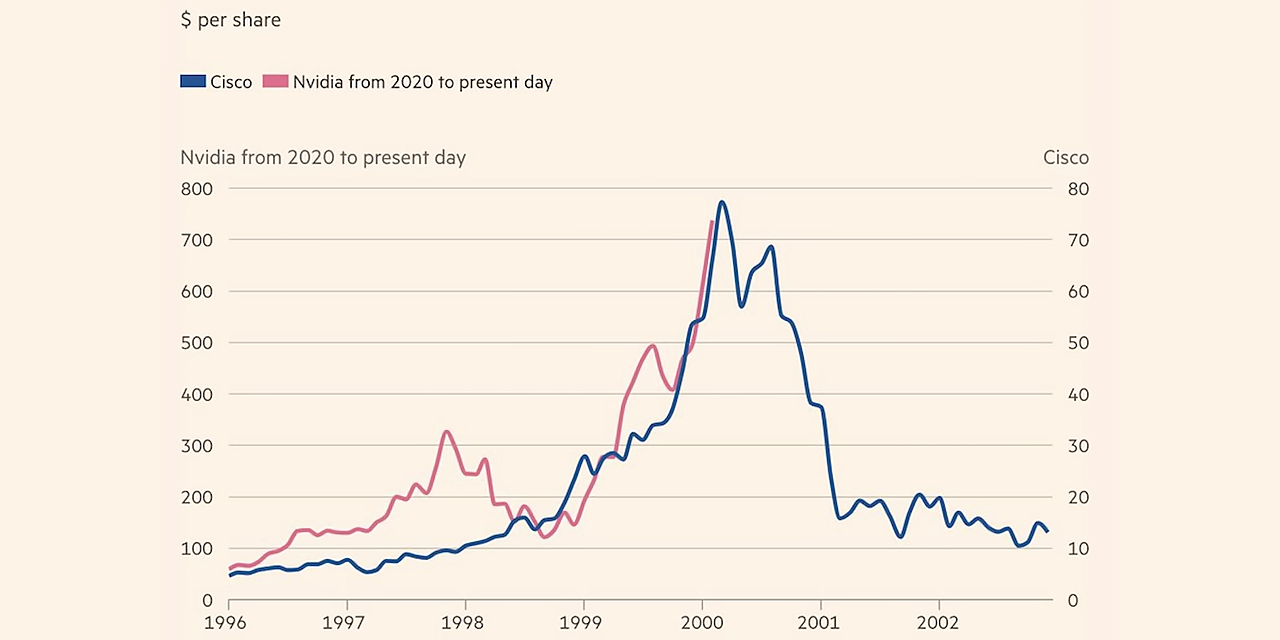 $ per share
Cisco Nvidia from 2020 to present day
Nvidia from 2020 to present day Cisco
800 80
700 70
600 60
500 50
400 40
300 30
200 20
100 10
0 0
1996 1997 1998 1999 2000 2001 2002